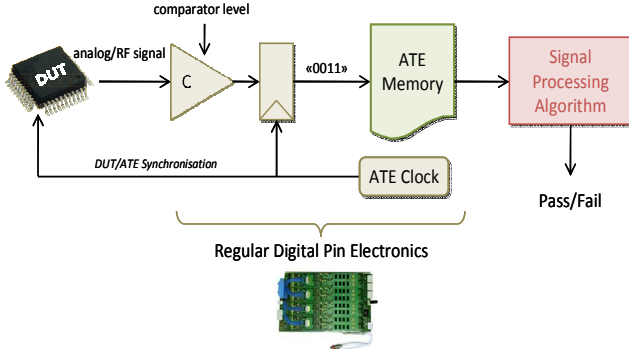 comparator level
analog/RF signal
DUT
C
«0011»
ATE
Memory
Signal
Processing
Algorithm
DUT/ATE Synchronisation
ATE Clock
Pass/Fail
Regular Digital Pin Electronics